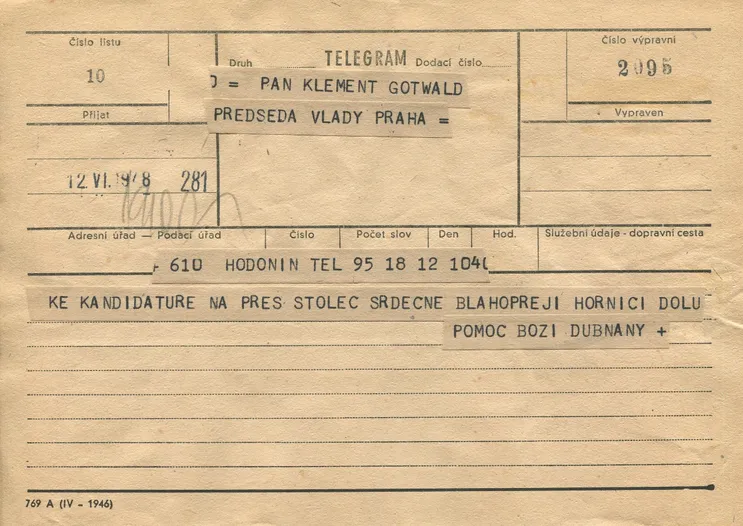 Číslo listu
10
Přijat
12.VI.1948 281
Druh TELEGRAM Dodací číslo
= PAN KLEMENT GOTWALD
PREDSEDA VLADY PRAHA =
Číslo výpravní
2095
Vypraven
Adresní úřad — Podací úřad Číslo Počet slov Den Hod. Služební údaje - dopravní cesta
610 HODONIN TEL 95 18 12 1040
KE KANDIDATURE NA PRES STOLEC SRDECNE BLAHOPREJI HORNICI DOLU
POMOC BOZI DUBNANY +
769 A (IV - 1946)